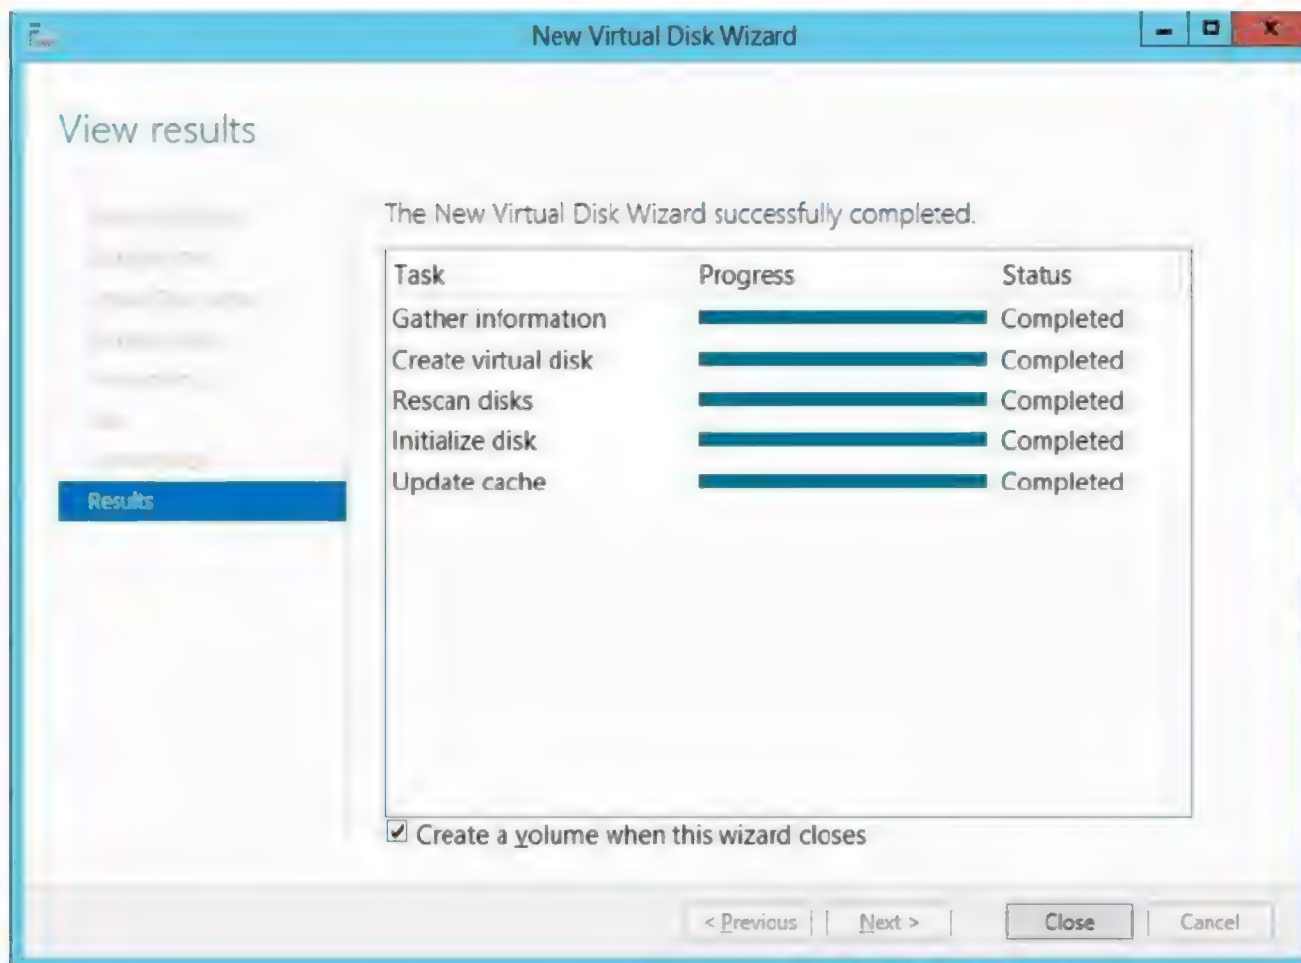 New Virtual Disk Wizard
View results
The New Virtual Disk Wizard successfully completed.
Task Progress Status
Gather information Completed
Create virtual disk Completed
Rescan disks Completed
Initialize disk Completed
Update cache Completed
Results
Create a volume when this wizard closes
< Previous Next > Close Cancel